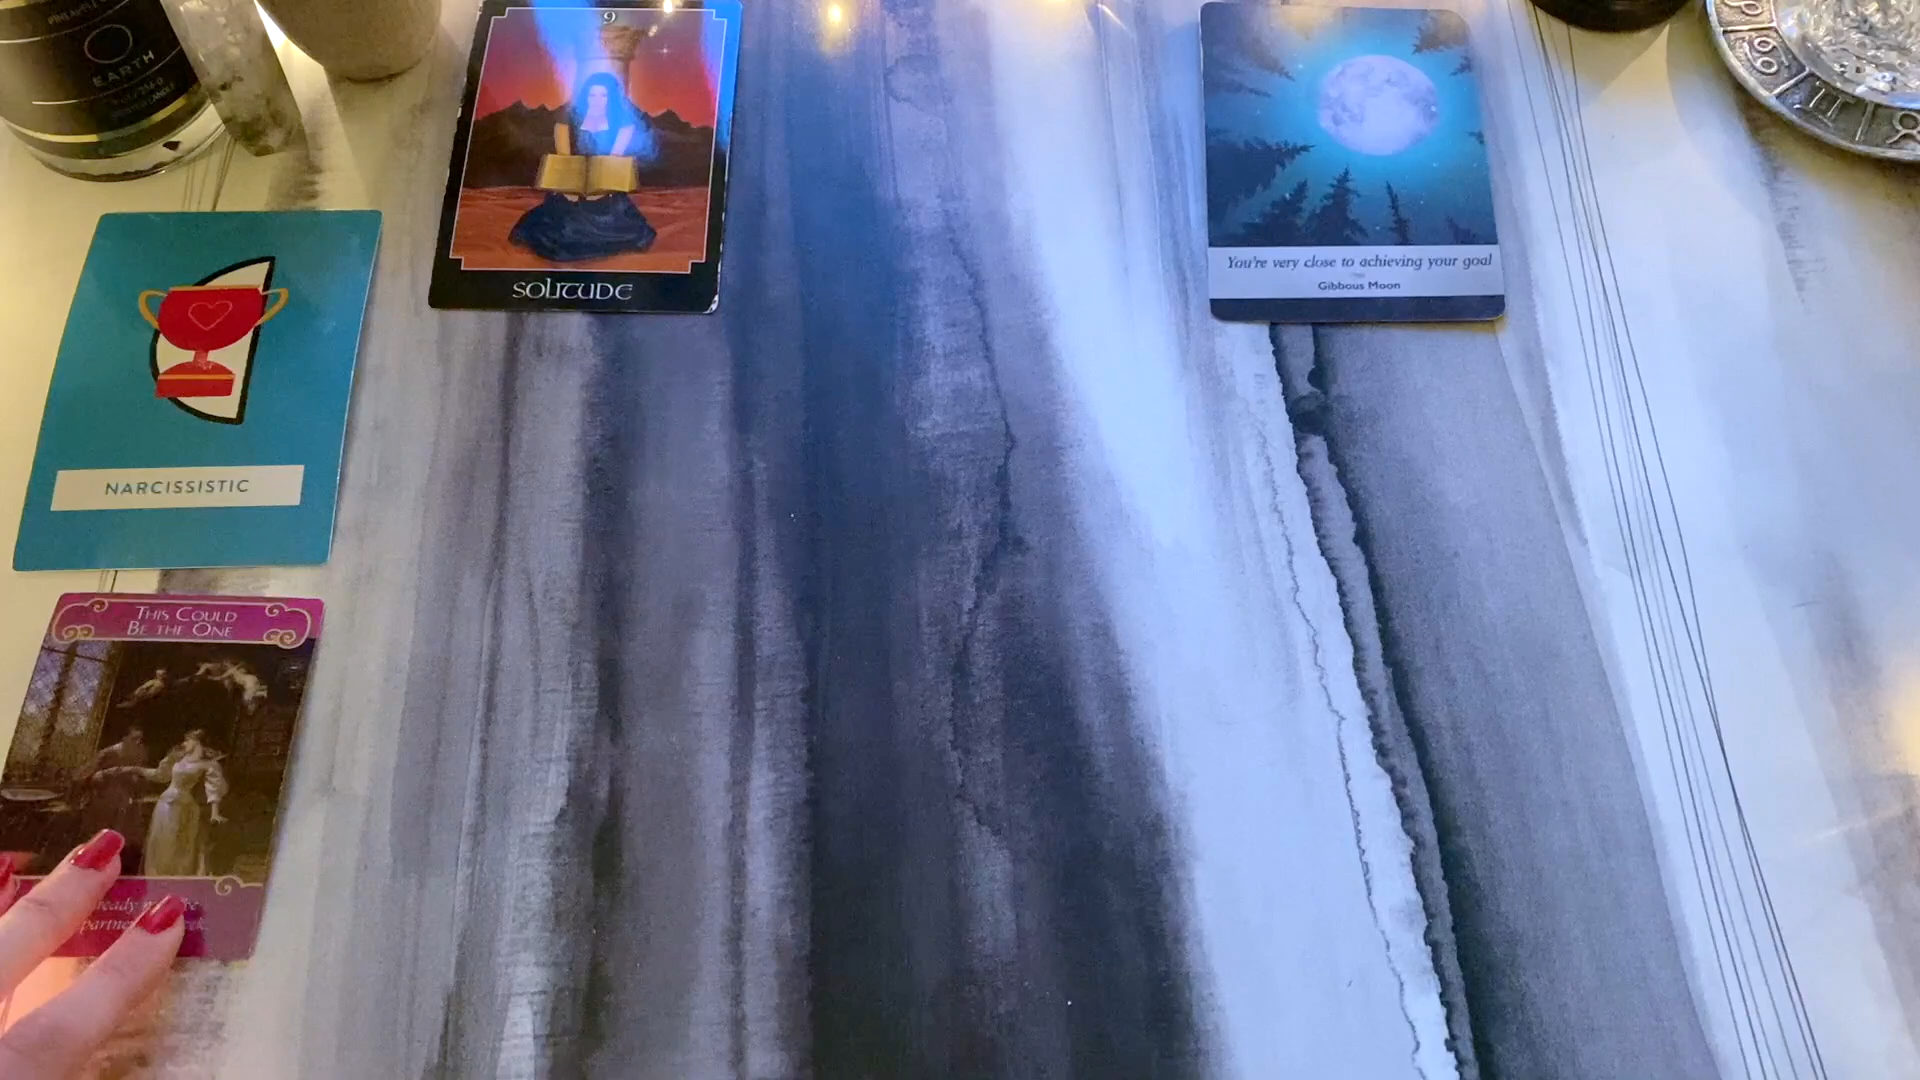 EARTH
9
SOLITUDE
You're very close to achieving your goal
Gibbous Moon
NARCISSISTIC
THIS COULD
BE THE ONE